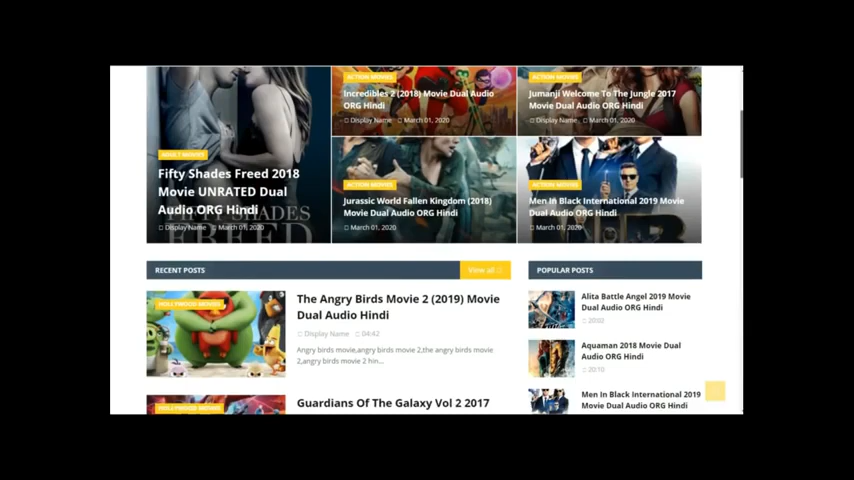 ACTION MOVIES
Incredibles 2 (2018) Movie Dual Audio
ORG Hindi
Display Name March 01, 2020
ACTION MOVIES
Jumanji Welcome To The Jungle 2017
Movie Dual Audio ORG Hindi
Display Name March 01, 2020
ADULT MOVIES
Fifty Shades Freed 2018
Movie UNRATED Dual
Audio ORG Hindi
Display Name March 01, 2020
FIFTY SHADES
FREED
ACTION MOVIES
Jurassic World Fallen Kingdom (2018)
Movie Dual Audio ORG Hindi
March 01, 2020
ACTION MOVIES
Men In Black International 2019 Movie
Dual Audio ORG Hindi
March 01, 2020
RECENT POSTS
View all
HOLLYWOOD MOVIES
The Angry Birds Movie 2 (2019) Movie
Dual Audio Hindi
Display Name 04:42
Angry birds movie,angry birds movie 2,the angry birds movie
2,angry birds movie 2 hin...
HOLLYWOOD MOVIES
Guardians Of The Galaxy Vol 2 2017
POPULAR POSTS
Alita Battle Angel 2019 Movie
Dual Audio ORG Hindi
Aquaman 2018 Movie Dual
Audio ORG Hindi
20:10
Men In Black International 2019
Movie Dual Audio ORG Hindi